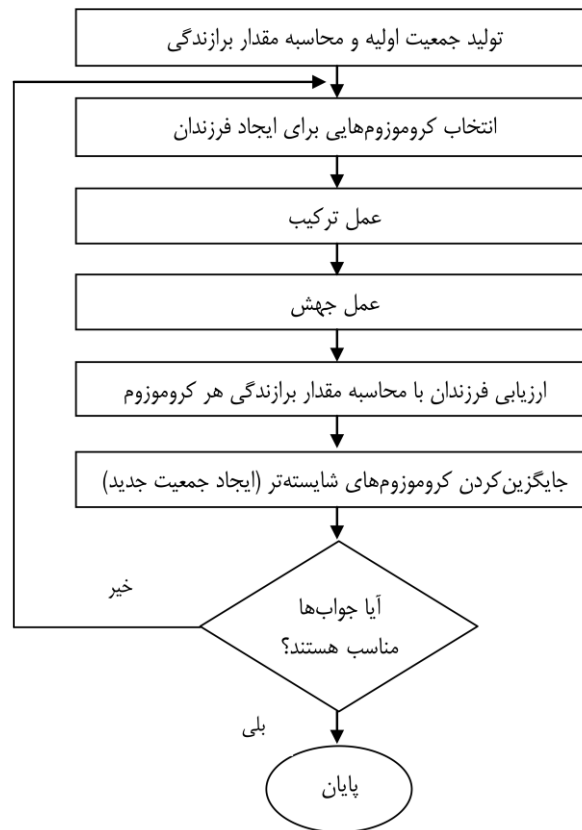 تولید جمعیت اولیه و محاسبه مقدار برازندگی
انتخاب کروموزوم‌هایی برای ایجاد فرزندان
عمل ترکیب
عمل جهش
ارزیابی فرزندان با محاسبه مقدار برازندگی هر کروموزوم
جایگزین‌کردن کروموزوم‌های شایسته‌تر (ایجاد جمعیت جدید)
آیا جواب‌ها
مناسب هستند؟
خیر
بلی
پایان